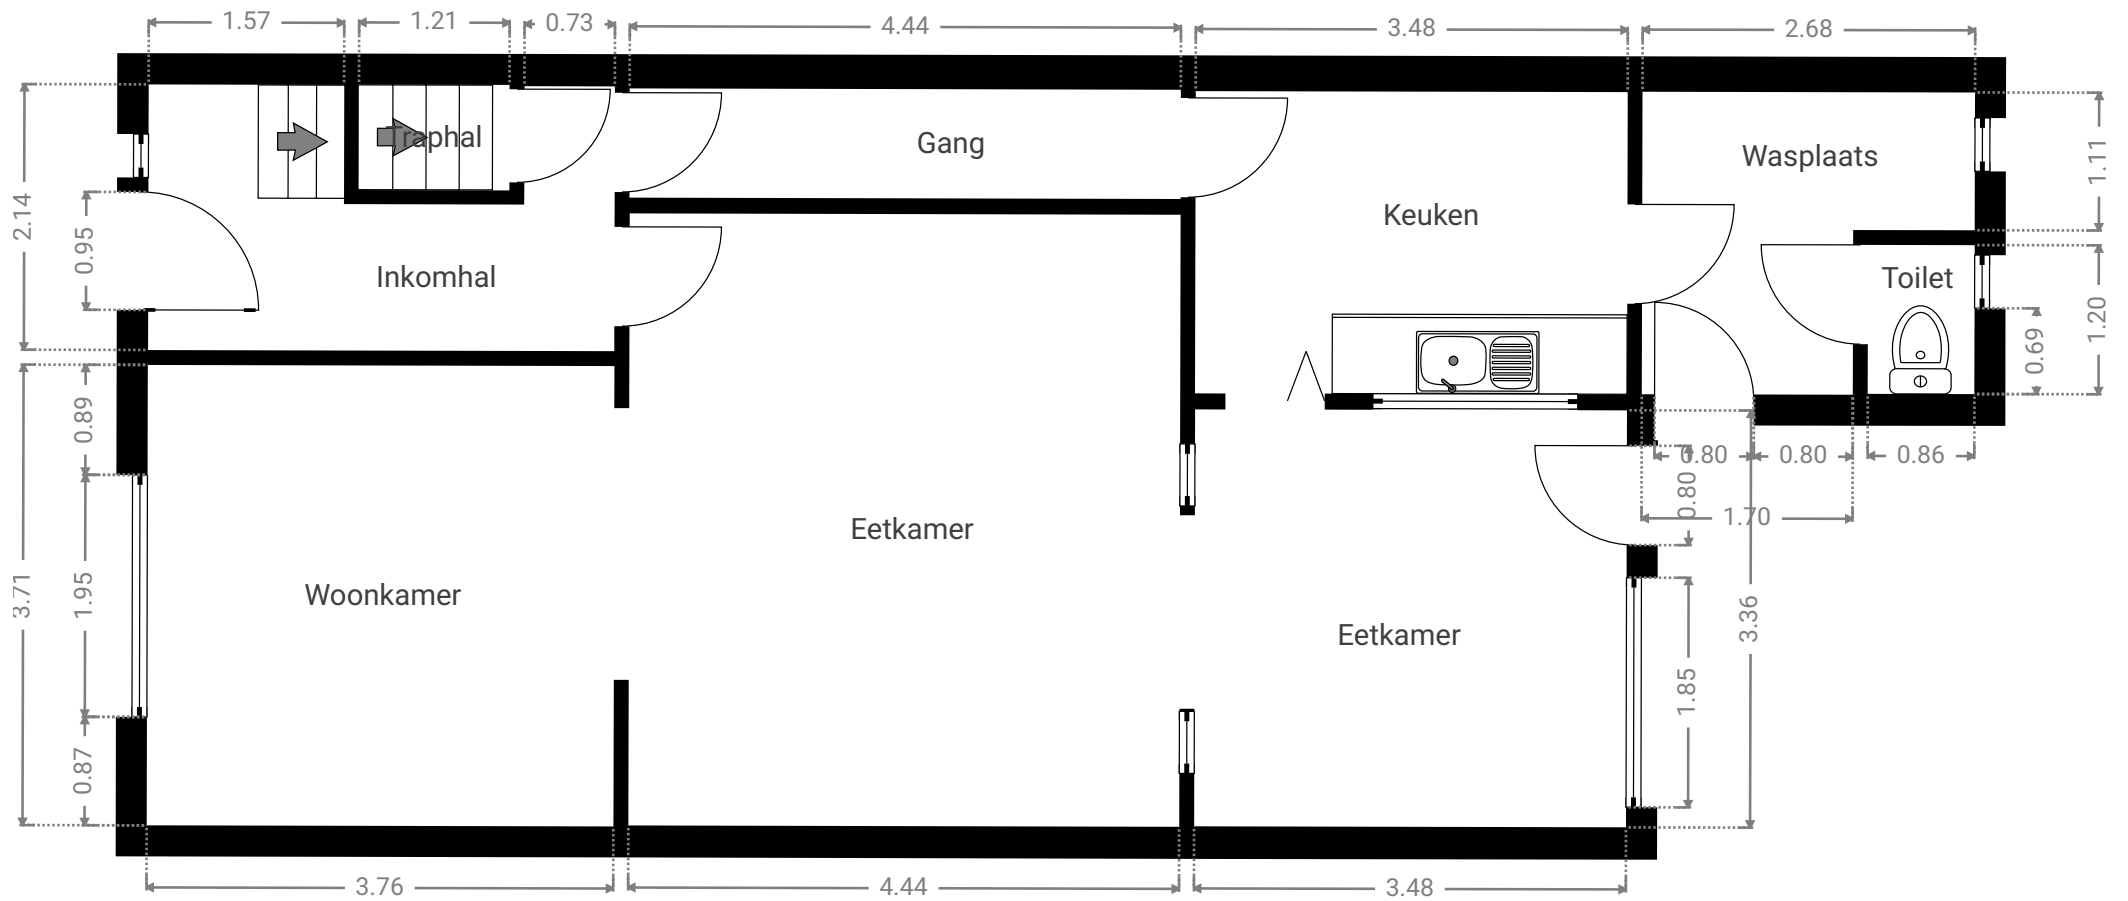 1.57
1.21
0.73
4.44
3.48
2.68
Traphal
Gang
Wasplaats
1.11
2.14
0.95
Keuken
Inkomhal
Toilet
1.20
0.69
0.89
0.80
0.80
0.86
0.80
1.70
Eetkamer
3.71
1.95
Woonkamer
3.36
Eetkamer
1.85
0.87
3.76
4.44
3.48